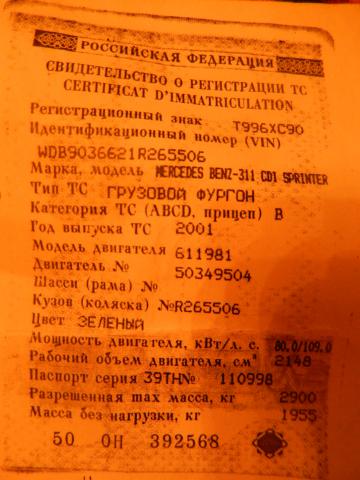 РОССИЙСКАЯ ФЕДЕРАЦИЯ
СВИДЕТЕЛЬСТВО О РЕГИСТРАЦИИ ТС
CERTIFICAT D'IMMATRICULATION
Регистрационный знак T996XC90
Идентификационный номер (VIN)
WDB9036621R265506
Марка, модель MERCEDES BENZ-311 CDI SPRINTER
Тип ТС ГРУЗОВОЙ ФУРГОН
Категория ТС (ABCD, прицеп) B
Год выпуска ТС 2001
Модель двигателя 611981
Двигатель № 50349504
Шасси (рама) №
Кузов (коляска) №R265506
Цвет ЗЕЛЕНЫЙ
Мощность двигателя, кВт/л. с. 80.0/109.0
Рабочий объем двигателя, см³ 2148
Паспорт серия 39ТН№ 110998
Разрешенная max масса, кг 2900
Масса без нагрузки, кг 1955
50 ОН 392568